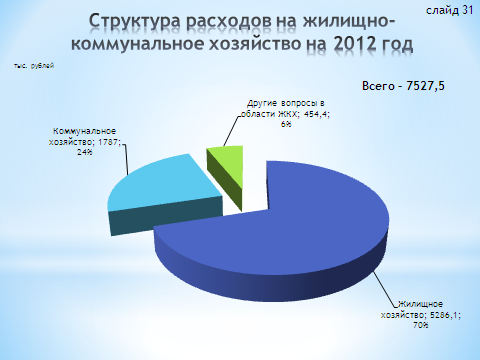 слайд 31
Структура расходов на жилищно-
коммунальное хозяйство на 2012 год
тыс. рублей
Всего - 7527,5
Другие вопросы в
области ЖКХ; 454,4;
6%
Коммунальное
хозяйство; 1787;
24%
Жилищное
хозяйство; 5286,1;
70%